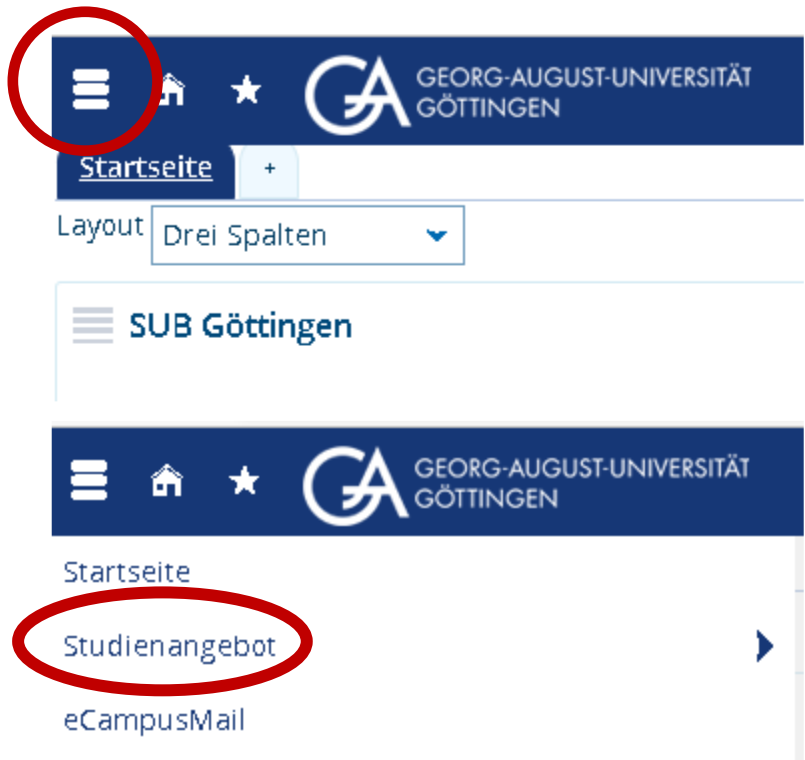 GEORG-AUGUST-UNIVERSITÄT
GÖTTINGEN
Startseite +
Layout Drei Spalten
SUB Göttingen
GEORG-AUGUST-UNIVERSITÄT
GÖTTINGEN
Startseite
Studienangebot
eCampusMail